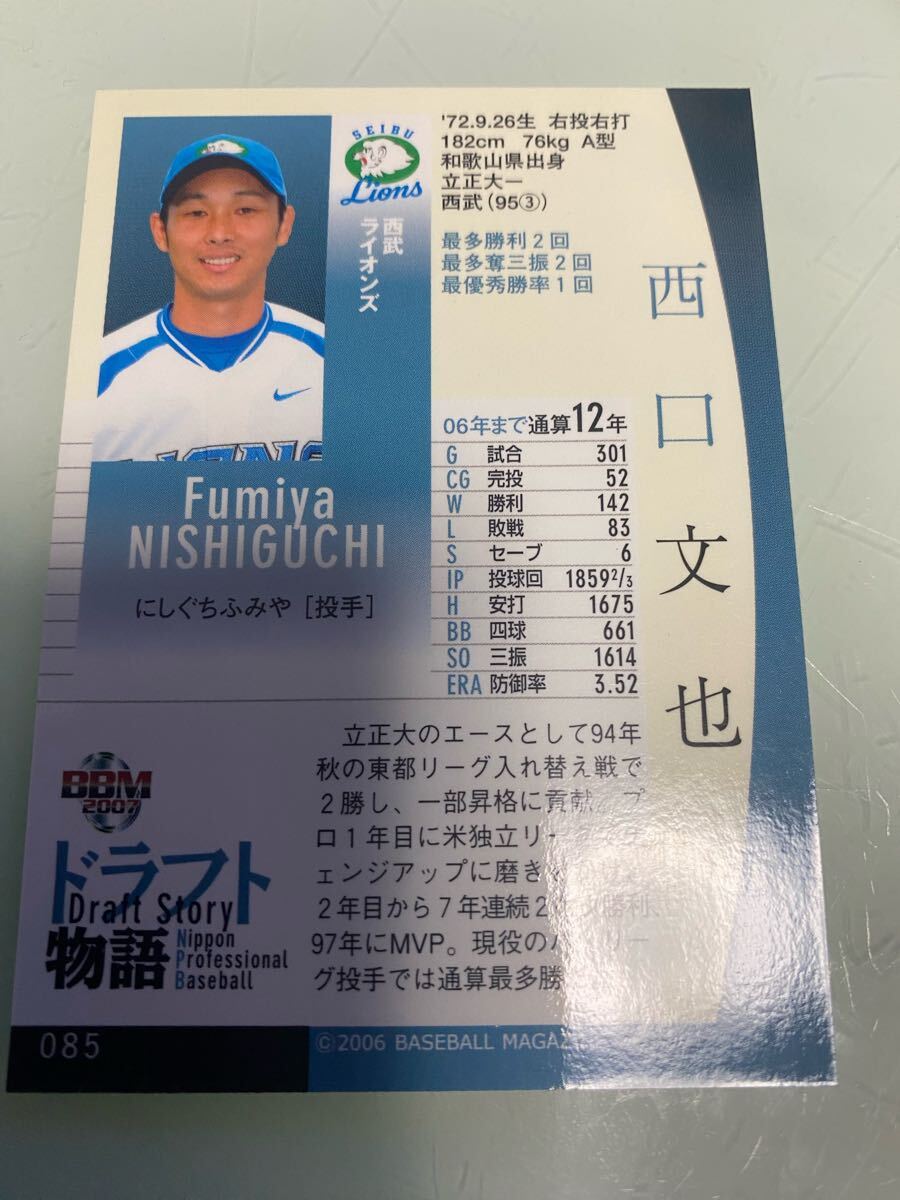 SEIBU
Lions
西武
ライオンズ
'72.9.26生 右投右打
182cm 76kg A型
和歌山県出身
立正大ー
西武(95③)
最多勝利2回
最多奪三振2回
最優秀勝率1回
西口文也
Fumiya
NISHIGUCHI
にしぐちふみや[投手]
06年まで通算12年
G 試合 301
CG 完投 52
W 勝利 142
L 敗戦 83
S セーブ 6
IP 投球回 1859 2/3
H 安打 1675
BB 四球 661
SO 三振 1614
ERA 防御率 3.52
立正大のエースとして94年
秋の東都リーグ入れ替え戦で
2勝し、一部昇格に貢献。プ
ロ1年目に米独立リー
ェンジアップに磨き
2年目から7年連続2 勝利、
97年にMVP。現役の
グ投手では通算最多勝
BBM
2007
ドラフト
Draft Story
物語
Nippon
Professional
Baseball
085
©2006 BASEBALL